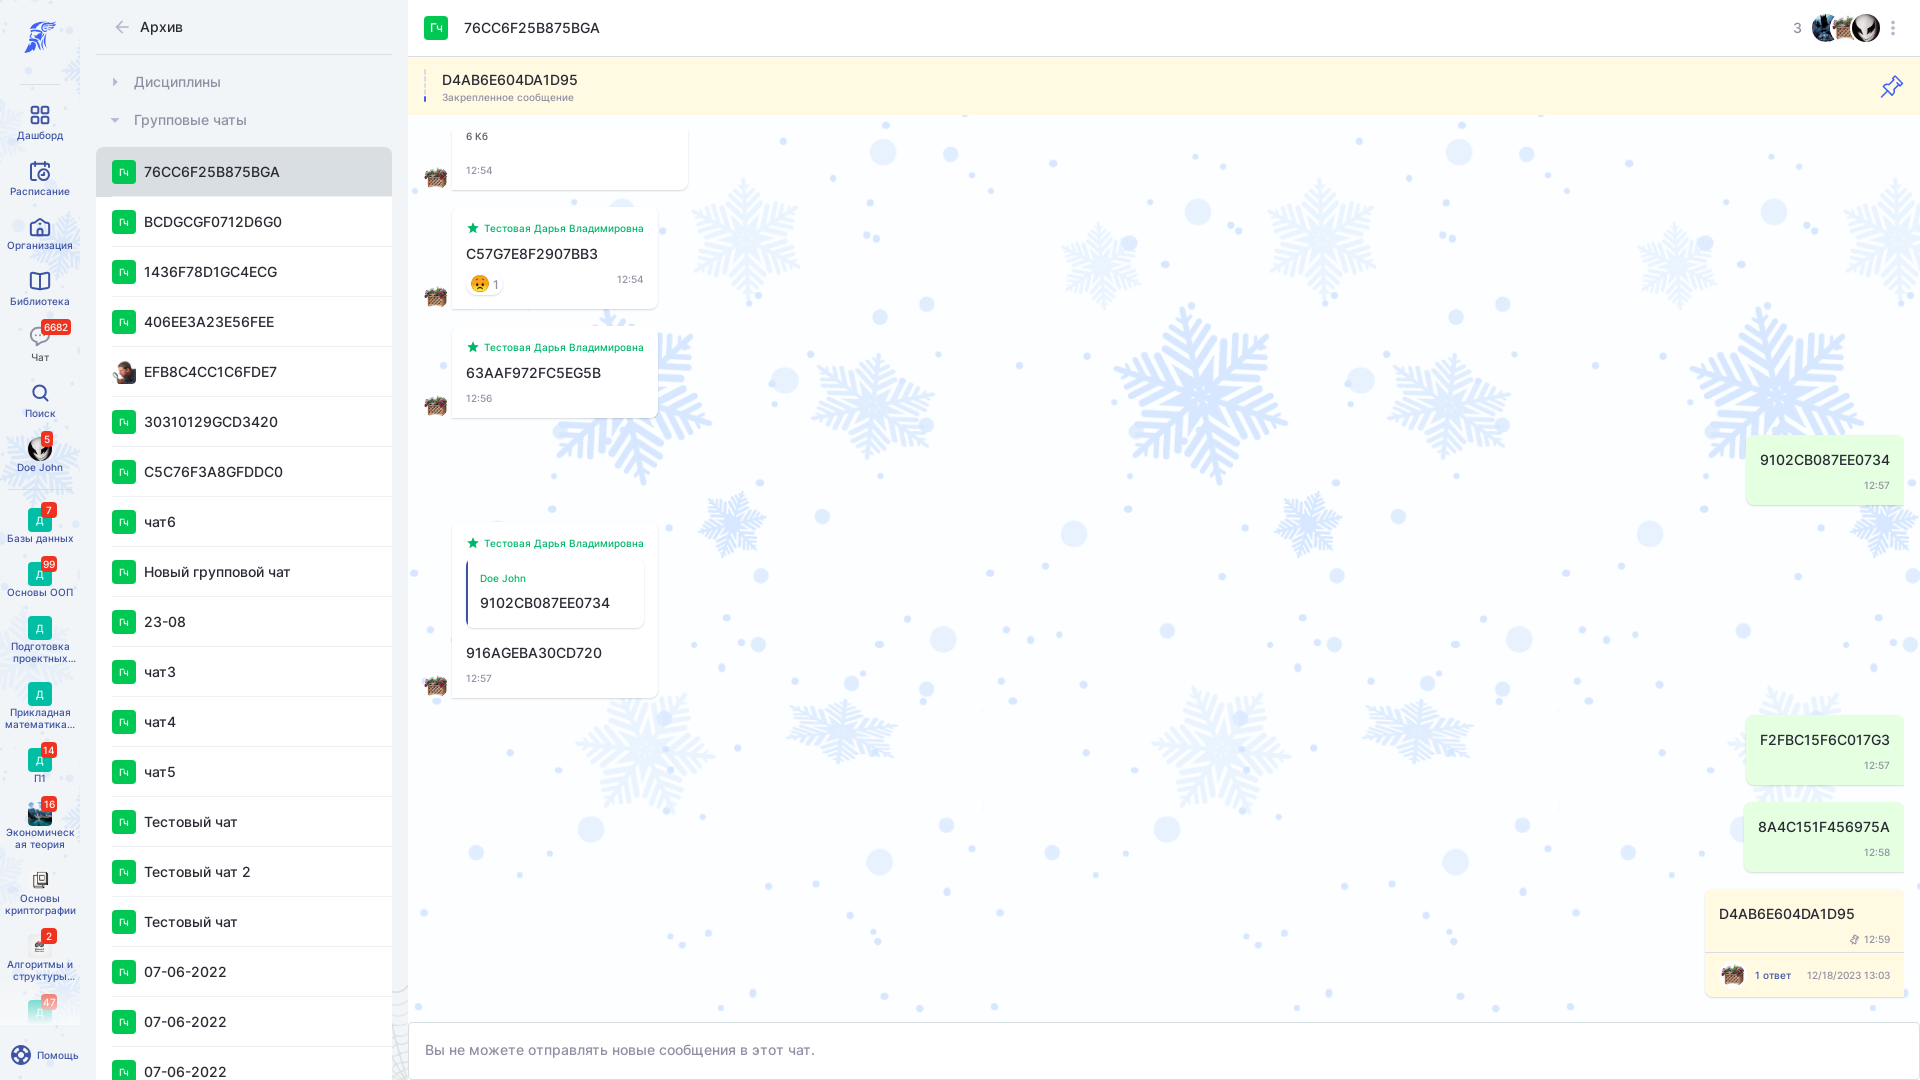 Дашборд
Расписание
Организация
Библиотека
6682
Чат
Поиск
5
Doe John
7
Д
Базы данных
99
Д
Основы ООП
Д
Подготовка
проектных...
Д
Прикладная
математика...
14
Д
П1
16
Экономическ
ая теория
Основы
криптографии
2
Алгоритмы и
структуры...
47
Д
Помощь
Архив
Дисциплины
Групповые чаты
Гч 76CC6F25B875BGA
Гч BCDGCGF0712D6G0
Гч 1436F78D1GC4ECG
Гч 406EE3A23E56FEE
EFB8C4CC1C6FDE7
Гч 30310129GCD3420
Гч C5C76F3A8GFDDC0
Гч чат6
Гч Новый групповой чат
Гч 23-08
Гч чат3
Гч чат4
Гч чат5
Гч Тестовый чат
Гч Тестовый чат 2
Гч Тестовый чат
Гч 07-06-2022
Гч 07-06-2022
Гч 07-06-2022
Гч 76CC6F25B875BGA
3
D4AB6E604DA1D95
Закрепленное сообщение
6 Кб
12:54
Тестовая Дарья Владимировна
C57G7E8F2907BB3
1 12:54
Тестовая Дарья Владимировна
63AAF972FC5EG5B
12:56
9102CB087EE0734
12:57
Тестовая Дарья Владимировна
Doe John
9102CB087EE0734
916AGEBA30CD720
12:57
F2FBC15F6C017G3
12:57
8A4C151F456975A
12:58
D4AB6E604DA1D95
12:59
1 ответ 12/18/2023 13:03
Вы не можете отправлять новые сообщения в этот чат.